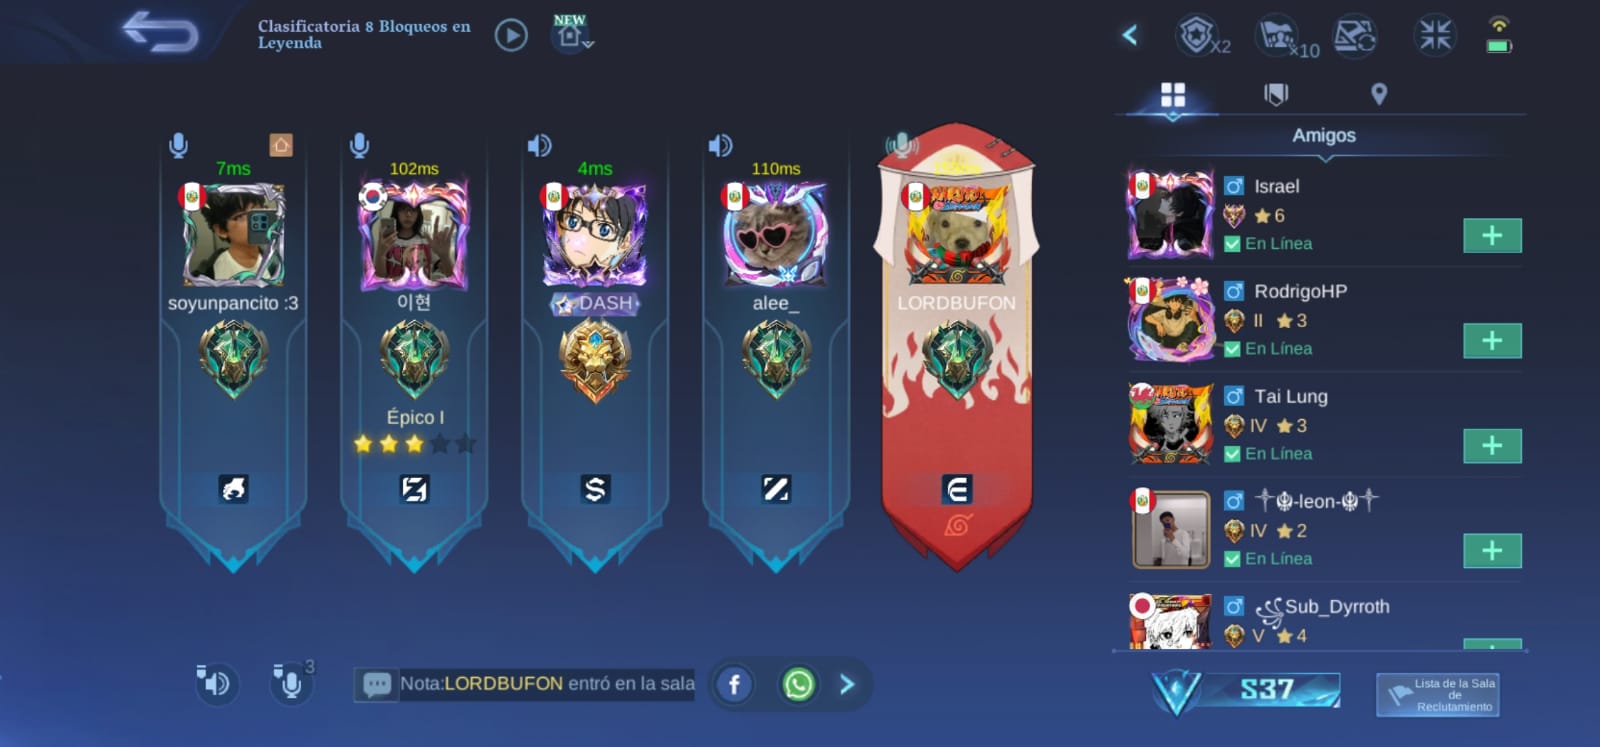 Clasificatoria 8 Bloqueos en
Leyenda
NEW
X2
×10
Amigos
7ms
102ms
4ms
110ms
soyunpancito :3
이현
DASH
alee_
LORDBUFON
Épico I
Israel
6
En Línea
RodrigoHP
II 3
En Línea
Tai Lung
IV 3
En Línea
-leon-
IV 2
En Línea
Sub_Dyrroth
V 4
3
Nota:LORDBUFON entró en la sala
S37
Lista de la Sala
de
Reclutamiento